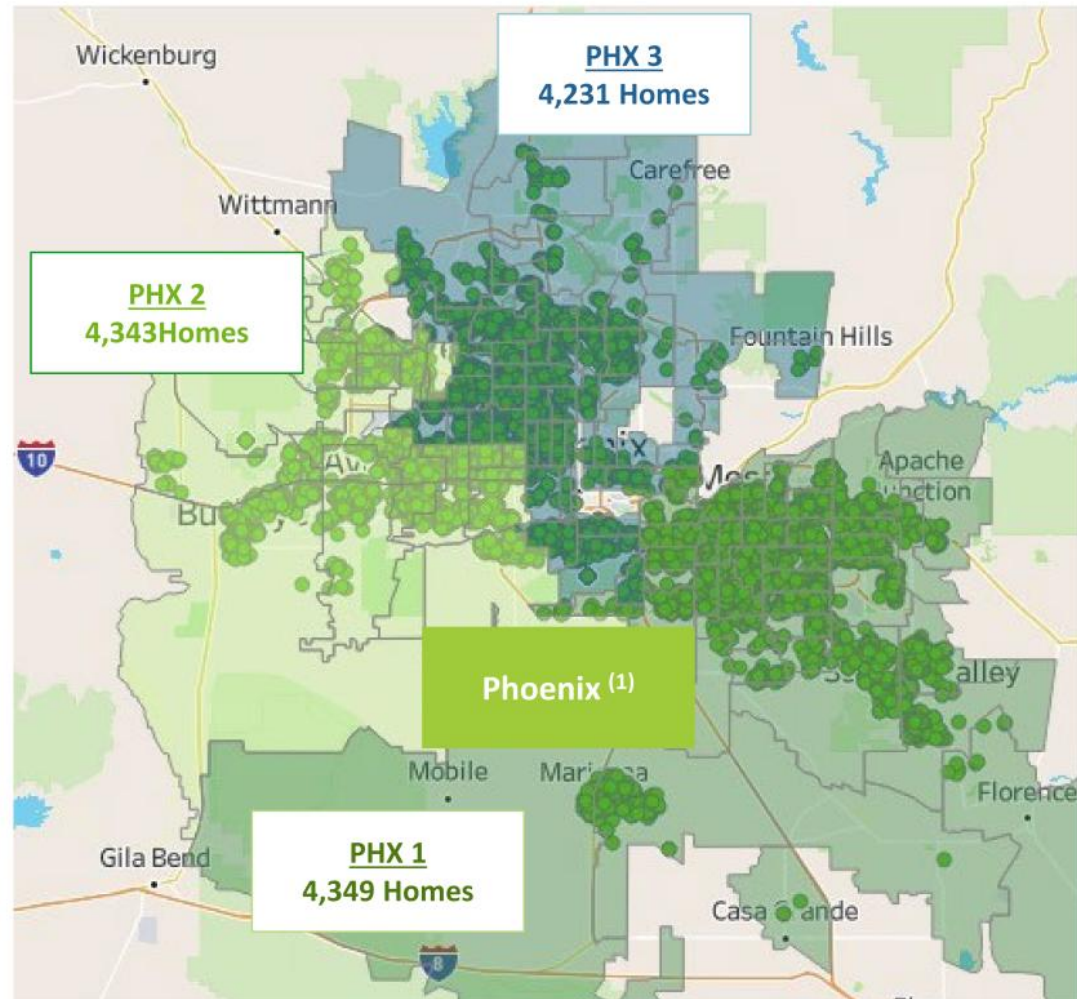 Wickenburg
PHX 3
4,231 Homes
Carefree
Wittmann
PHX 2
4,343Homes
Fountain Hills
10
Apache
Phoenix (1)
Mobile
Florence
PHX 1
4,349 Homes
Gila Bend
Casa
8